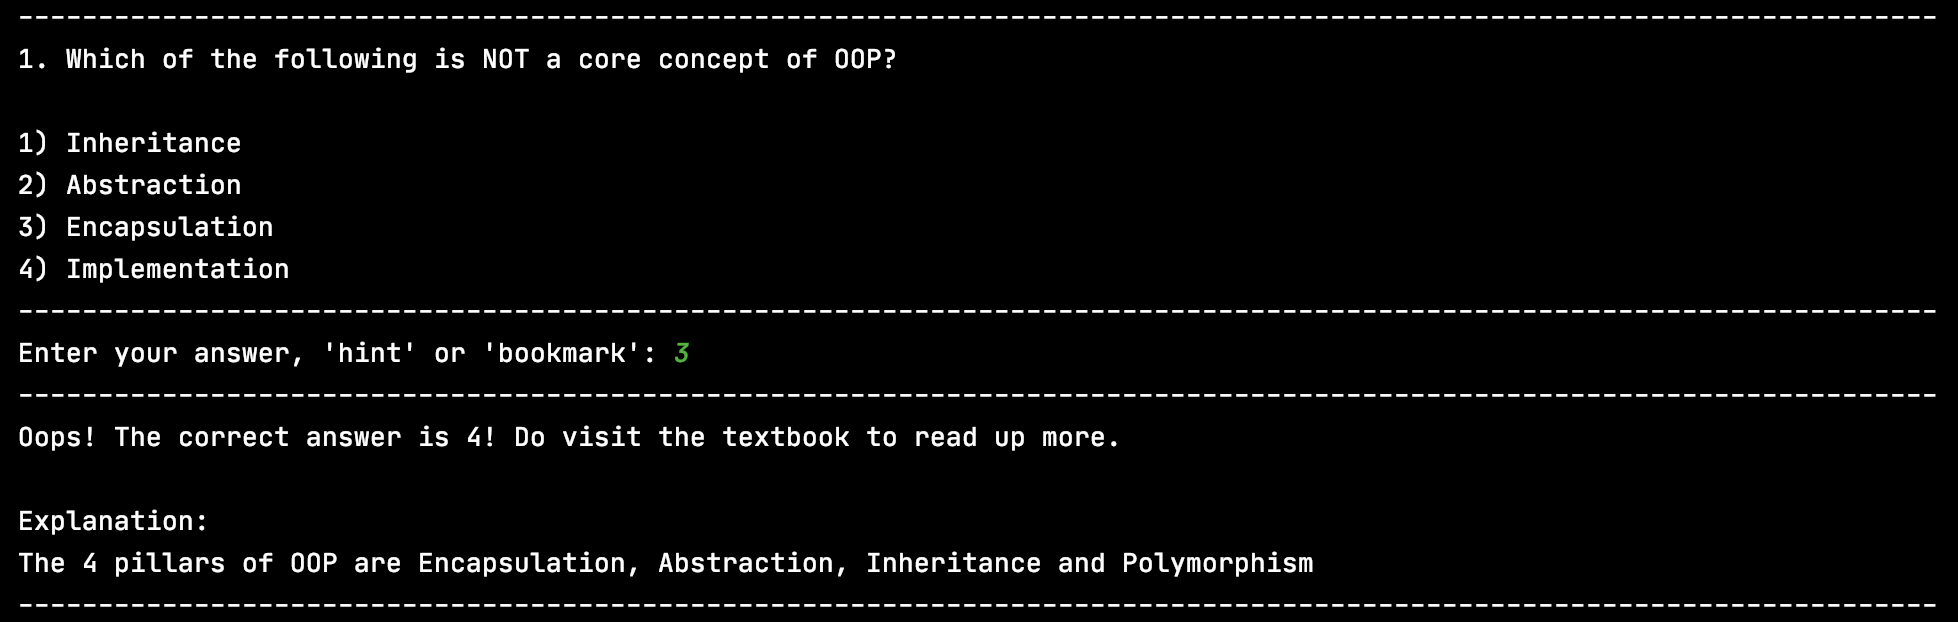 ------------------------------------------------------------------------------------------------------------------------
1. Which of the following is NOT a core concept of OOP?
1) Inheritance
2) Abstraction
3) Encapsulation
4) Implementation
------------------------------------------------------------------------------------------------------------------------
Enter your answer, 'hint' or 'bookmark': 3
------------------------------------------------------------------------------------------------------------------------
Oops! The correct answer is 4! Do visit the textbook to read up more.
Explanation:
The 4 pillars of OOP are Encapsulation, Abstraction, Inheritance and Polymorphism
------------------------------------------------------------------------------------------------------------------------